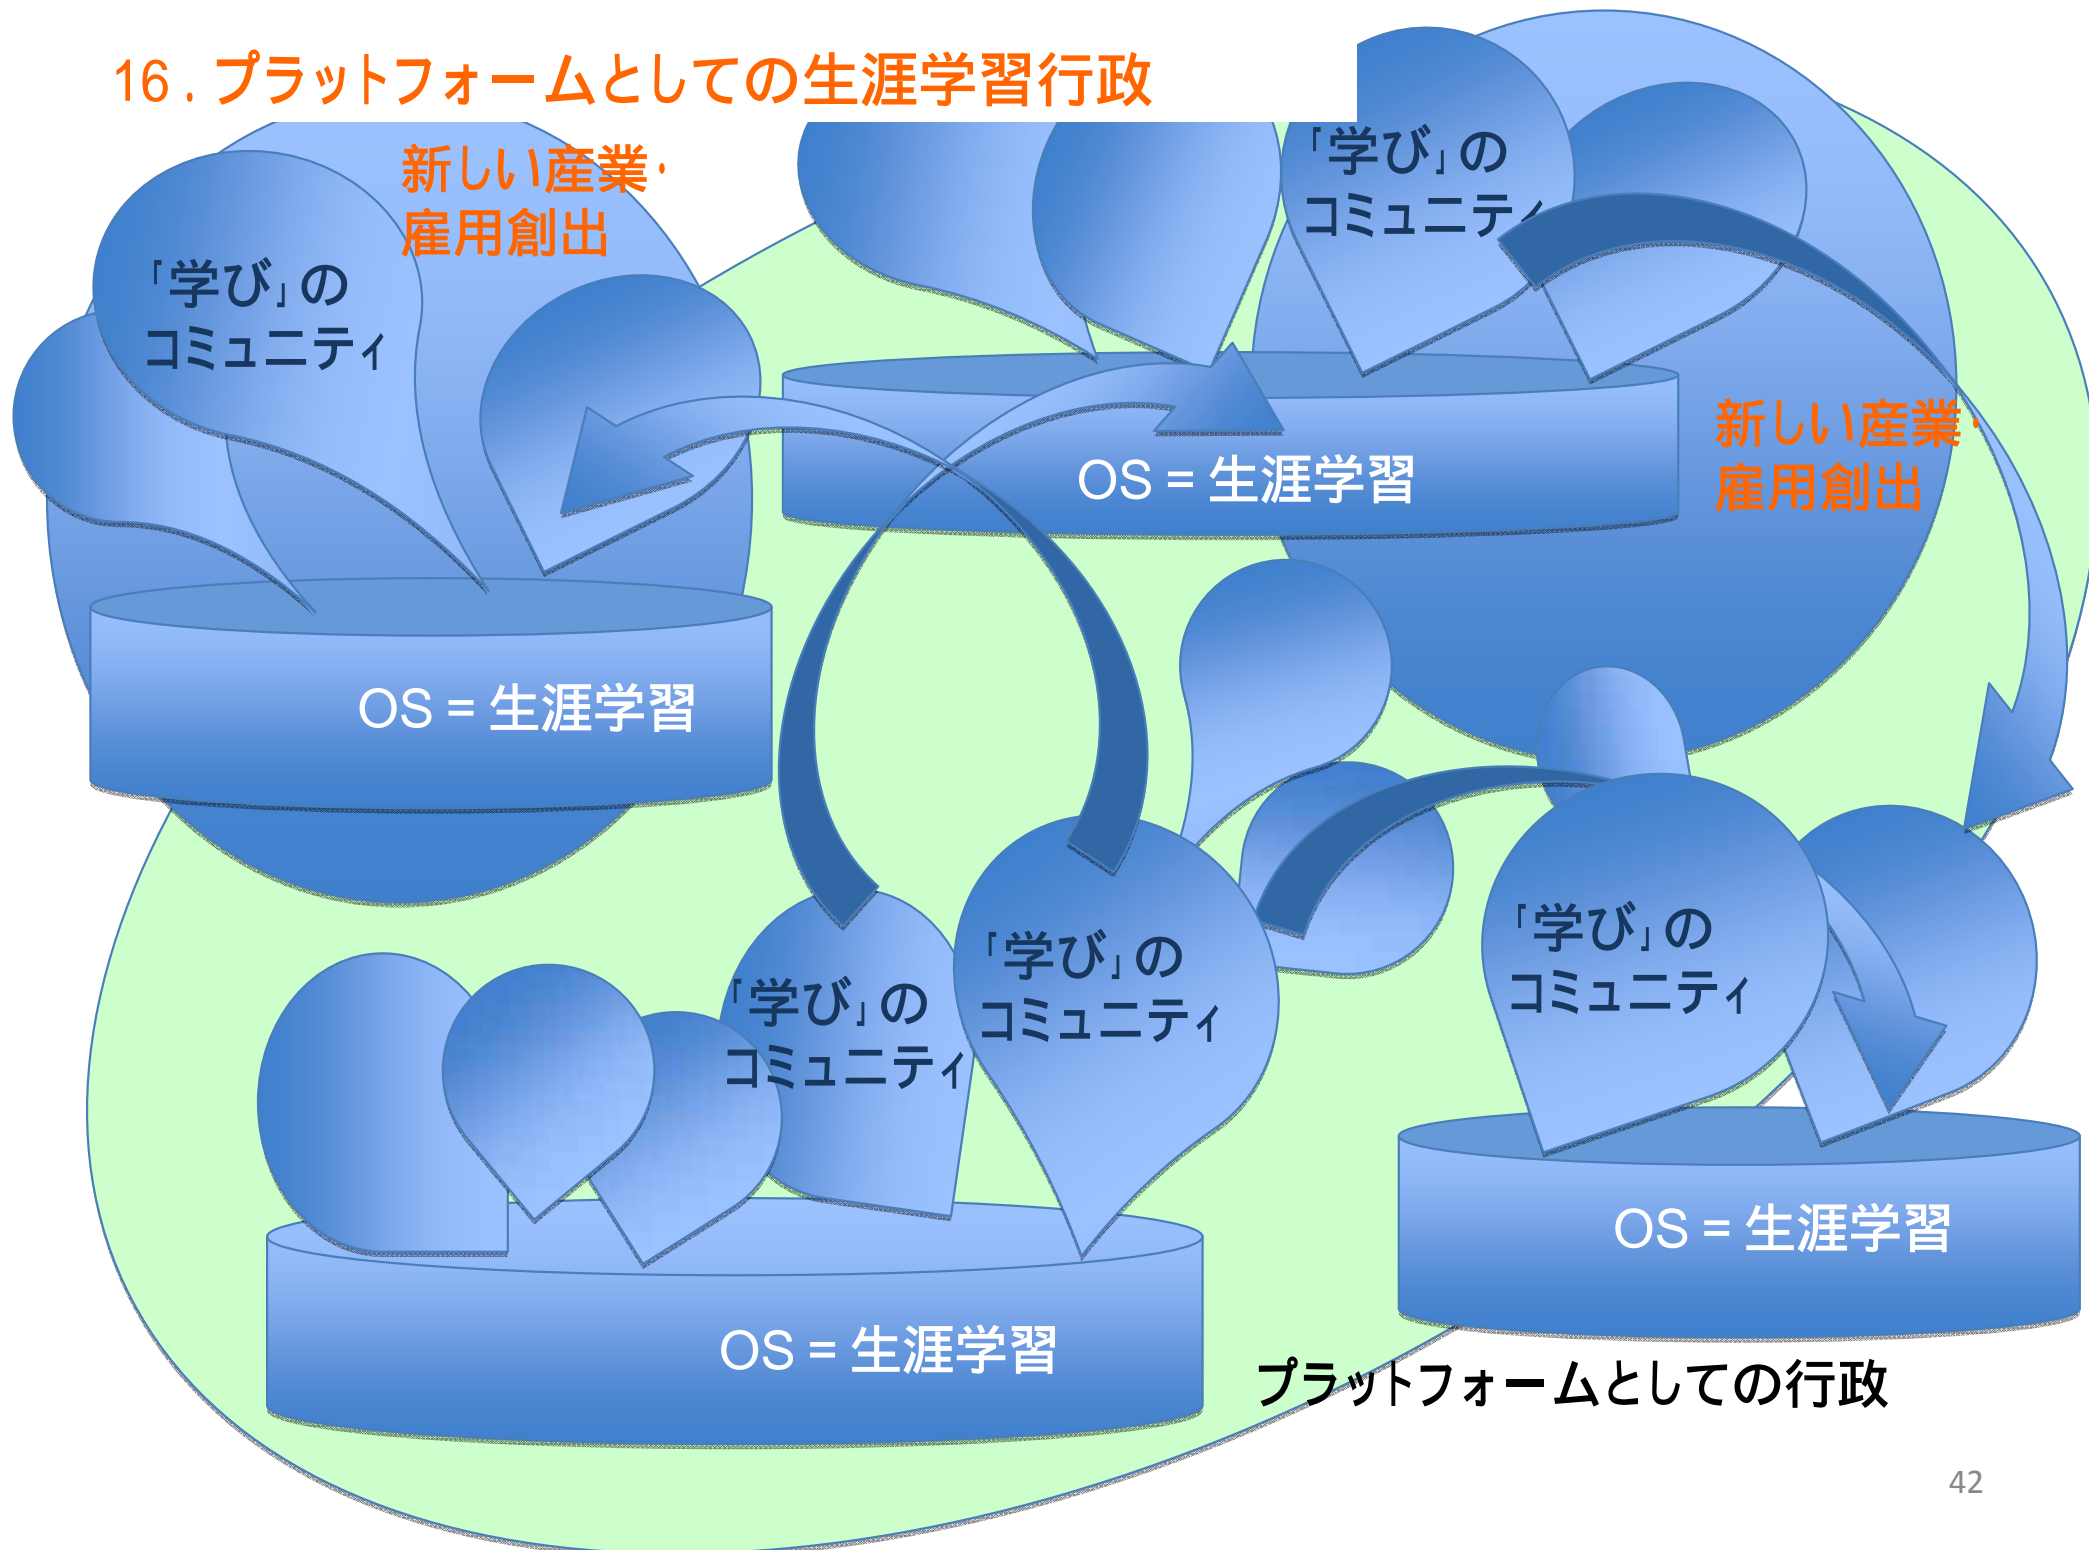 16．プラットフォームとしての生涯学習行政
新しい産業・
雇用創出
「学び」の
コミュニティ
「学び」の
コミュニティ
新しい産業・
雇用創出
OS＝生涯学習
OS＝生涯学習
「学び」の
コミュニティ
「学び」の
コミュニティ
「学び」の
コミュニティ
OS＝生涯学習
OS＝生涯学習
プラットフォームとしての行政
42